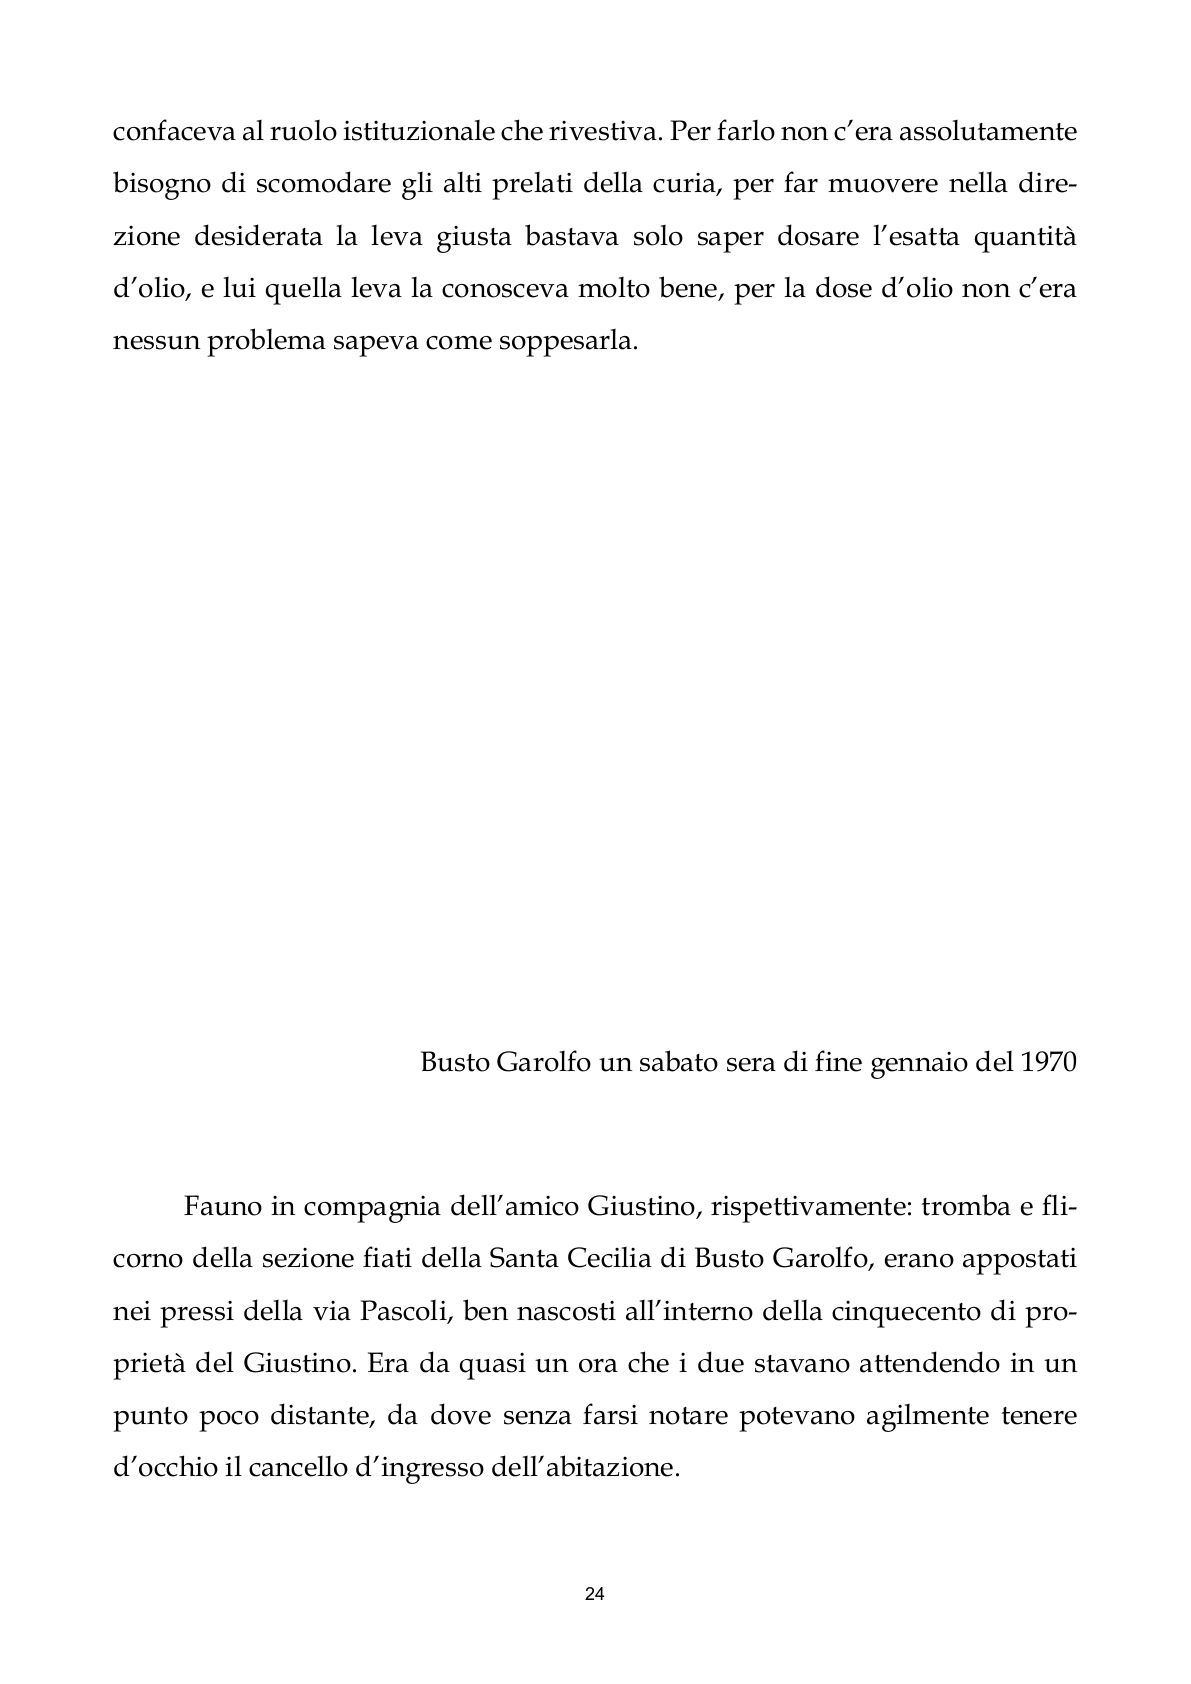 confaceva al ruolo istituzionale che rivestiva. Per farlo non c’era assolutamente
bisogno di scomodare gli alti prelati della curia, per far muovere nella dire-
zione desiderata la leva giusta bastava solo saper dosare l’esatta quantità
d’olio, e lui quella leva la conosceva molto bene, per la dose d’olio non c’era
nessun problema sapeva come soppesarla.
Busto Garolfo un sabato sera di fine gennaio del 1970
Fauno in compagnia dell’amico Giustino, rispettivamente: tromba e fli-
corno della sezione fiati della Santa Cecilia di Busto Garolfo, erano appostati
nei pressi della via Pascoli, ben nascosti all’interno della cinquecento di pro-
prietà del Giustino. Era da quasi un ora che i due stavano attendendo in un
punto poco distante, da dove senza farsi notare potevano agilmente tenere
d’occhio il cancello d’ingresso dell’abitazione.
24